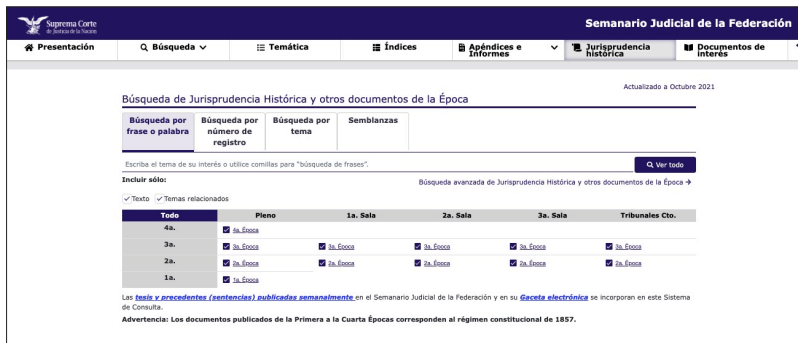 Suprema Corte
de Justicia de la Nación
Semanario Judicial de la Federación
Presentación Búsqueda Temática Índices Apéndices e Informes Jurisprudencia histórica Documentos de interés
Actualizado a Octubre 2021
Búsqueda de Jurisprudencia Histórica y otros documentos de la Época
Búsqueda por frase o palabra Búsqueda por número de registro Búsqueda por tema Semblanzas
Escriba el tema de su interés o utilice comillas para "búsqueda de frases". Ver todo
Incluir sólo: Búsqueda avanzada de Jurisprudencia Histórica y otros documentos de la Época →
Texto Temas relacionados
Todo Pleno 1a. Sala 2a. Sala 3a. Sala Tribunales Cto.
4a. 4a. Época
3a. 3a. Época 3a. Época 3a. Época 3a. Época 3a. Época
2a. 2a. Época 2a. Época 2a. Época 2a. Época 2a. Época
1a. 1a. Época
Las tesis y precedentes (sentencias) publicadas semanalmente en el Semanario Judicial de la Federación y en su Gaceta electrónica se incorporan en este Sistema
de Consulta.
Advertencia: Los documentos publicados de la Primera a la Cuarta Épocas corresponden al régimen constitucional de 1857.